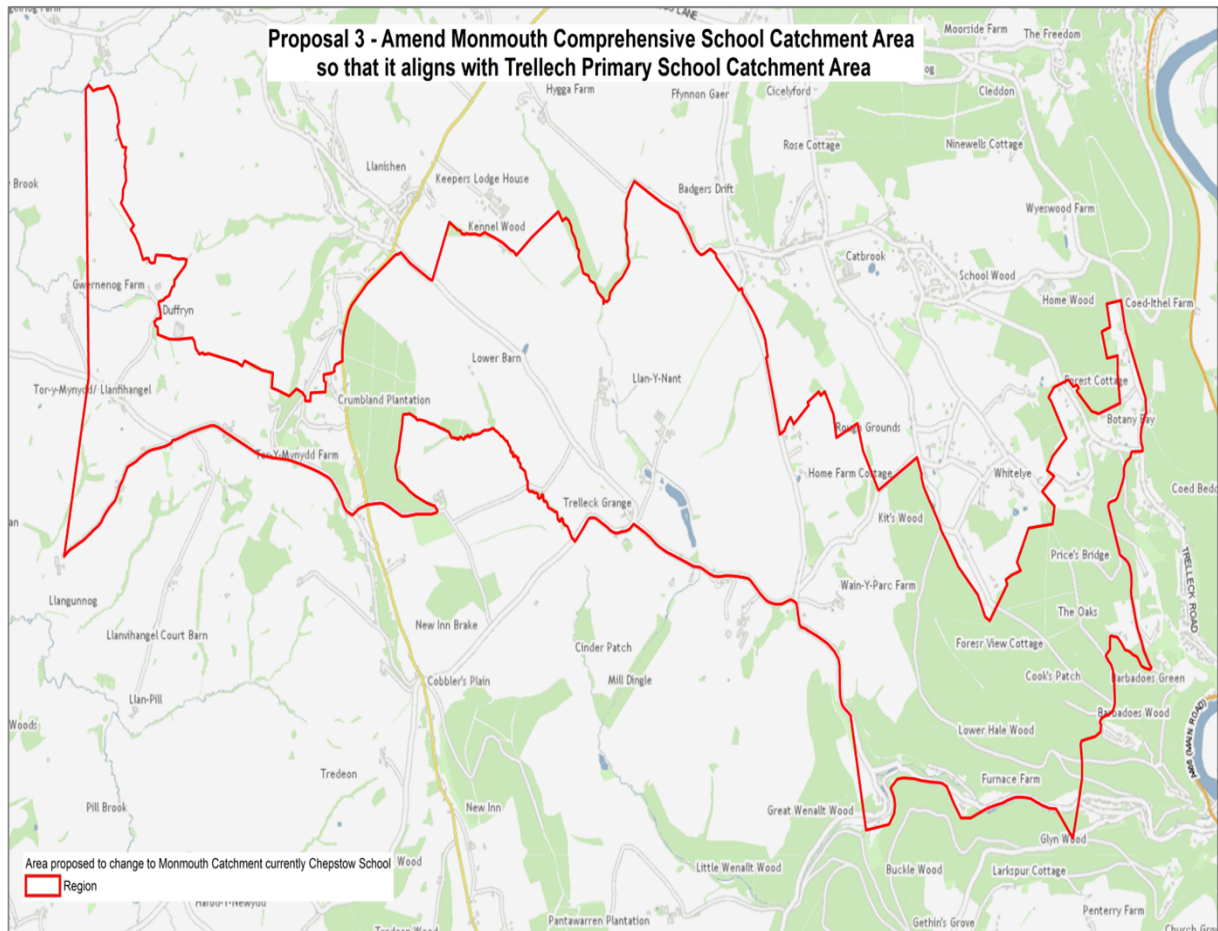 Proposal 3 - Amend Monmouth Comprehensive School Catchment Area
so that it aligns with Trellech Primary School Catchment Area
Moorside Farm
The Freedom
Hygga Farm
Ffynnon Gaer
Cicelyford
Cleddon
Rose Cottage
Ninewells Cottage
Brook
Llanishen
Keepers Lodge House
Badgers Drift
Wyeswood Farm
Kennel Wood
Catbrook
School Wood
Gwernenog Farm
Home Wood
Coed-Ithel Farm
Duffryn
Lower Barn
Llan-Y-Nant
Tor-y-Mynydd/ Llanfihangel
Forest Cottage
Crumbland Plantation
Botany Bay
Rough Grounds
Tor-Y-Mynydd Farm
Home Farm Cottage
Whitelye
Coed Bedd
Trelleck Grange
Kit's Wood
Price's Bridge
TRELLECK ROAD
Llangunnog
Wain-Y-Parc Farm
The Oaks
Llanvihangel Court Barn
New Inn Brake
Cinder Patch
Forest View Cottage
Cobbler's Plain
Mill Dingle
Cook's Patch
Barbadoes Green
Llan-Pill
Barbadoes Wood
Woods
Lower Hale Wood
A466 (MAIN ROAD)
Tredeon
Furnace Farm
Pill Brook
New Inn
Great Wenallt Wood
Glyn Wood
Area proposed to change to Monmouth Catchment currently Chepstow School
Region
Wood
Little Wenallt Wood
Buckle Wood
Larkspur Cottage
Penterry Farm
Pantawarren Plantation
Gethin's Grove